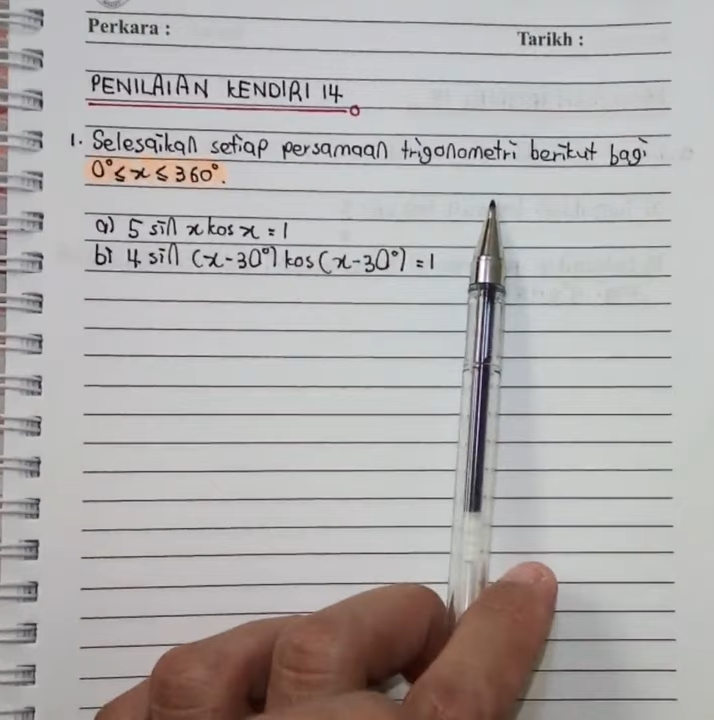 Perkara :
Tarikh :
PENILAIAN KENDIRI 14
1. Selesaikan setiap persamaan trigonometri berikut bagi
0° ≤ x ≤ 360°.
a) 5 sin x kos x = 1
b) 4 sin (x-30°) kos (x-30°) = 1